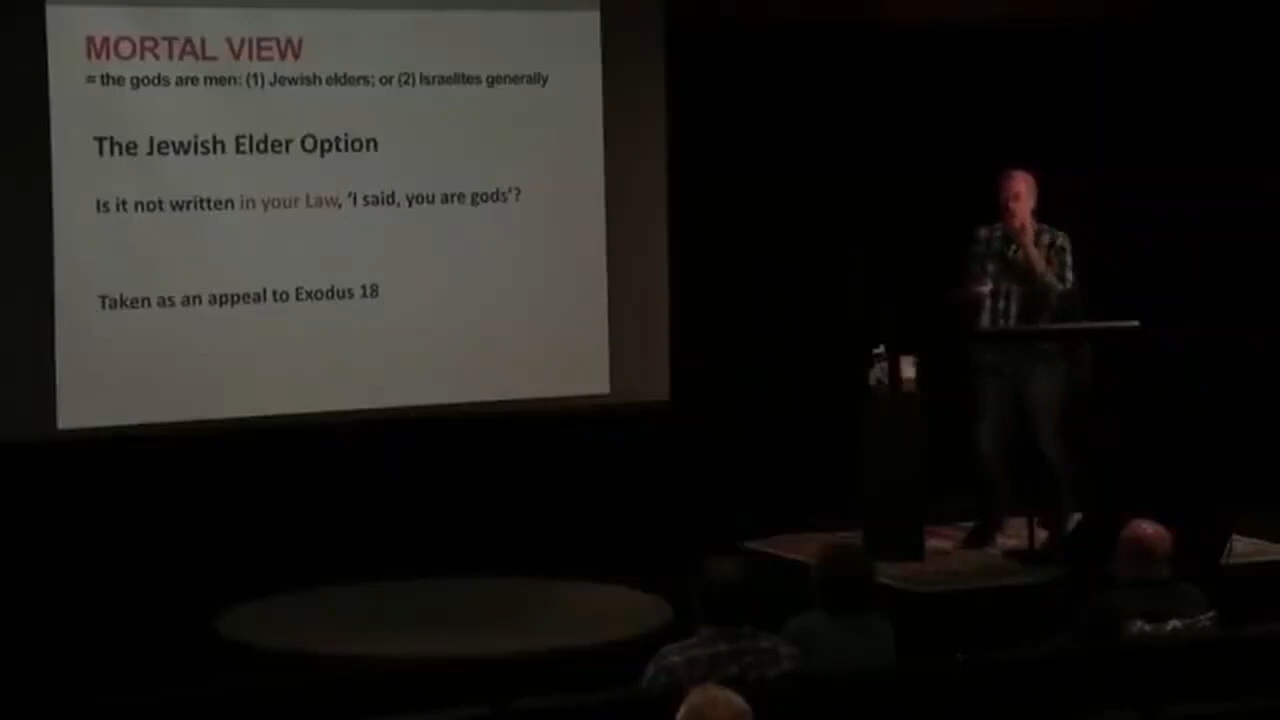 MORTAL VIEW
= the gods are men: (1) Jewish elders; or (2) Israelites generally
The Jewish Elder Option
Is it not written in your Law, 'I said, you are gods'?
Taken as an appeal to Exodus 18